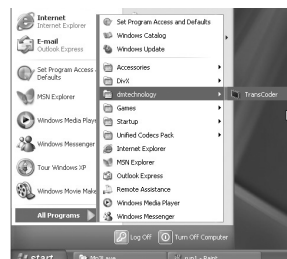 Internet
Internet Explorer
E-mail
Outlook Express
Set Program Access
Defaults
MSN Explorer
Windows Media Playe
Windows Messenger
Tour Windows XP
Windows Movie Make
All Programs
Set Program Access and Defaults
Windows Catalog
Windows Update
Accessories
DivX
dmtechnology
Games
Startup
Unified Codecs Pack
Internet Explorer
MSN Explorer
Outlook Express
Remote Assistance
Windows Media Player
Windows Messenger
TransCoder
Log Off
Turn Off Computer
start
Paint